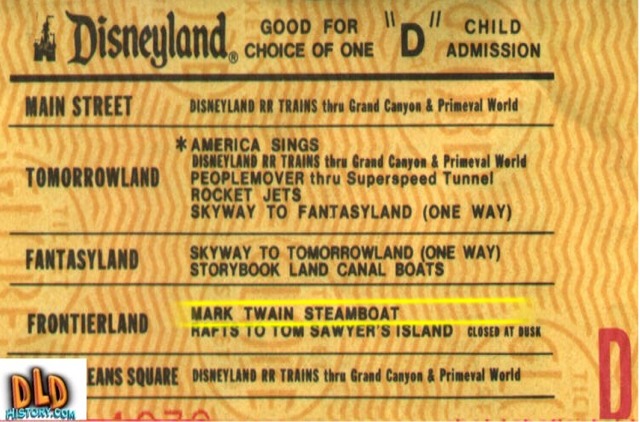 Disneyland® GOOD FOR CHOICE OF ONE "D" CHILD ADMISSION
MAIN STREET DISNEYLAND RR TRAINS thru Grand Canyon & Primeval World
TOMORROWLAND
*AMERICA SINGS
DISNEYLAND RR TRAINS thru Grand Canyon & Primeval World
PEOPLEMOVER thru Superspeed Tunnel
ROCKET JETS
SKYWAY TO FANTASYLAND (ONE WAY)
FANTASYLAND
SKYWAY TO TOMORROWLAND (ONE WAY)
STORYBOOK LAND CANAL BOATS
FRONTIERLAND
MARK TWAIN STEAMBOAT
RAFTS TO TOM SAWYER'S ISLAND CLOSED AT DUSK
EANS SQUARE DISNEYLAND RR TRAINS thru Grand Canyon & Primeval World
D
DLD
HISTORY.COM